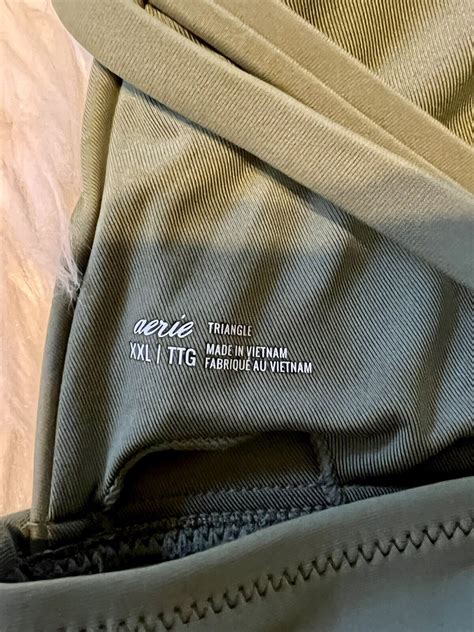 aerie TRIANGLE
XXL | TTG MADE IN VIETNAM
FABRIQUÉ AU VIETNAM